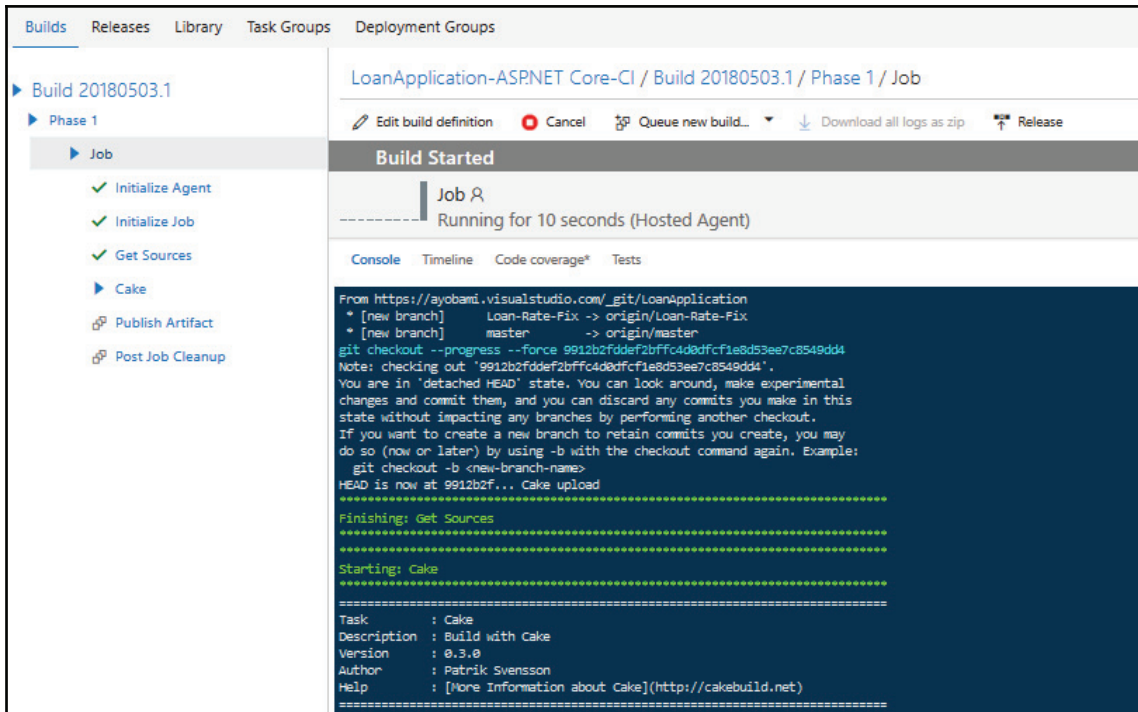 Builds Releases Library Task Groups Deployment Groups
Build 20180503.1
Phase 1
Job
Initialize Agent
Initialize Job
Get Sources
Cake
Publish Artifact
Post Job Cleanup
LoanApplication-ASP.NET Core-CI / Build 20180503.1 / Phase 1 / Job
Edit build definition Cancel Queue new build... Download all logs as zip Release
Build Started
Job
Running for 10 seconds (Hosted Agent)
Console Timeline Code coverage* Tests
From https://ayobami.visualstudio.com/_git/LoanApplication
* [new branch] Loan-Rate-Fix -> origin/Loan-Rate-Fix
* [new branch] master -> origin/master
git checkout --progress --force 9912b2fddef2bffc4d0dfcf1e8d53ee7c8549dd4
Note: checking out '9912b2fddef2bffc4d0dfcf1e8d53ee7c8549dd4'.
You are in 'detached HEAD' state. You can look around, make experimental
changes and commit them, and you can discard any commits you make in this
state without impacting any branches by performing another checkout.
If you want to create a new branch to retain commits you create, you may
do so (now or later) by using -b with the checkout command again. Example:
git checkout -b <new-branch-name>
HEAD is now at 9912b2f... Cake upload
******************************************************************************
Finishing: Get Sources
******************************************************************************
******************************************************************************
Starting: Cake
******************************************************************************
==============================================================================
Task : Cake
Description : Build with Cake
Version : 0.3.0
Author : Patrik Svensson
Help : [More Information about Cake](http://cakebuild.net)
==============================================================================